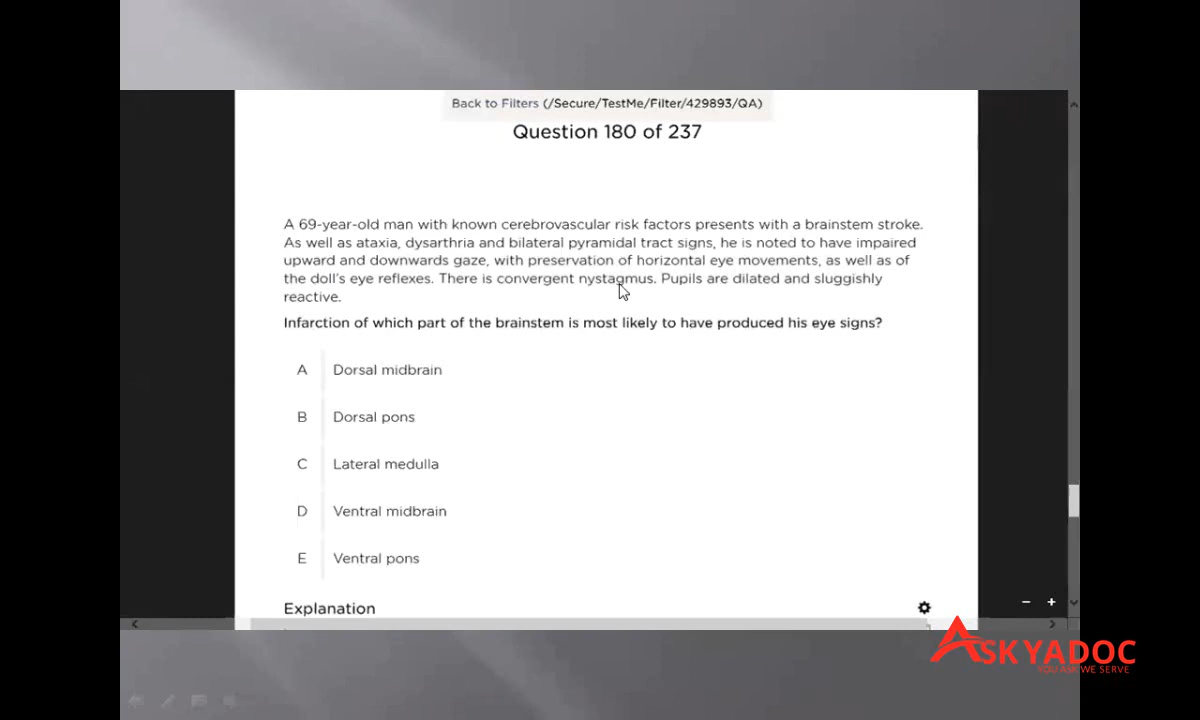 Back to Filters (/Secure/TestMe/Filter/429893/QA)
Question 180 of 237
A 69-year-old man with known cerebrovascular risk factors presents with a brainstem stroke.
As well as ataxia, dysarthria and bilateral pyramidal tract signs, he is noted to have impaired
upward and downwards gaze, with preservation of horizontal eye movements, as well as of
the doll's eye reflexes. There is convergent nystagmus. Pupils are dilated and sluggishly
reactive.
Infarction of which part of the brainstem is most likely to have produced his eye signs?
A Dorsal midbrain
B Dorsal pons
C Lateral medulla
D Ventral midbrain
E Ventral pons
Explanation
ASKYADOC
YOU ASK WE SERVE